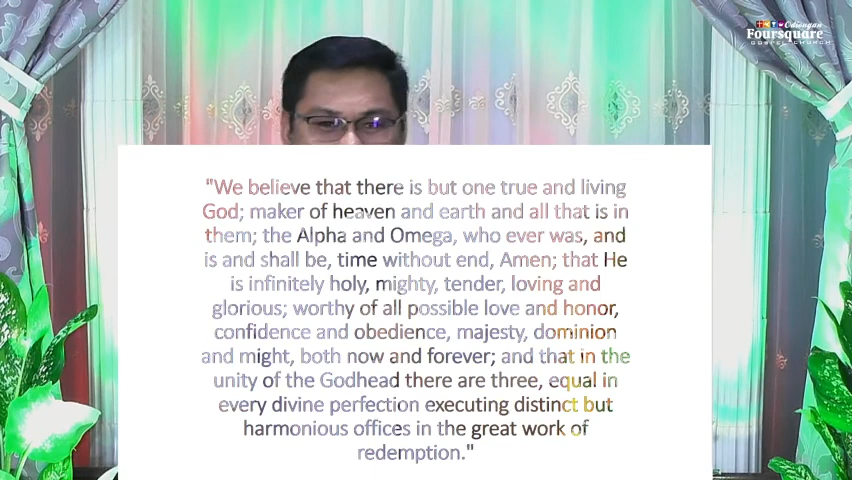 Odiongan
Foursquare
GOSPEL CHURCH
"We believe that there is but one true and living
God; maker of heaven and earth and all that is in
them; the Alpha and Omega, who ever was, and
is and shall be, time without end, Amen; that He
is infinitely holy, mighty, tender, loving and
glorious; worthy of all possible love and honor,
confidence and obedience, majesty, dominion
and might, both now and forever; and that in the
unity of the Godhead there are three, equal in
every divine perfection executing distinct but
harmonious offices in the great work of
redemption."